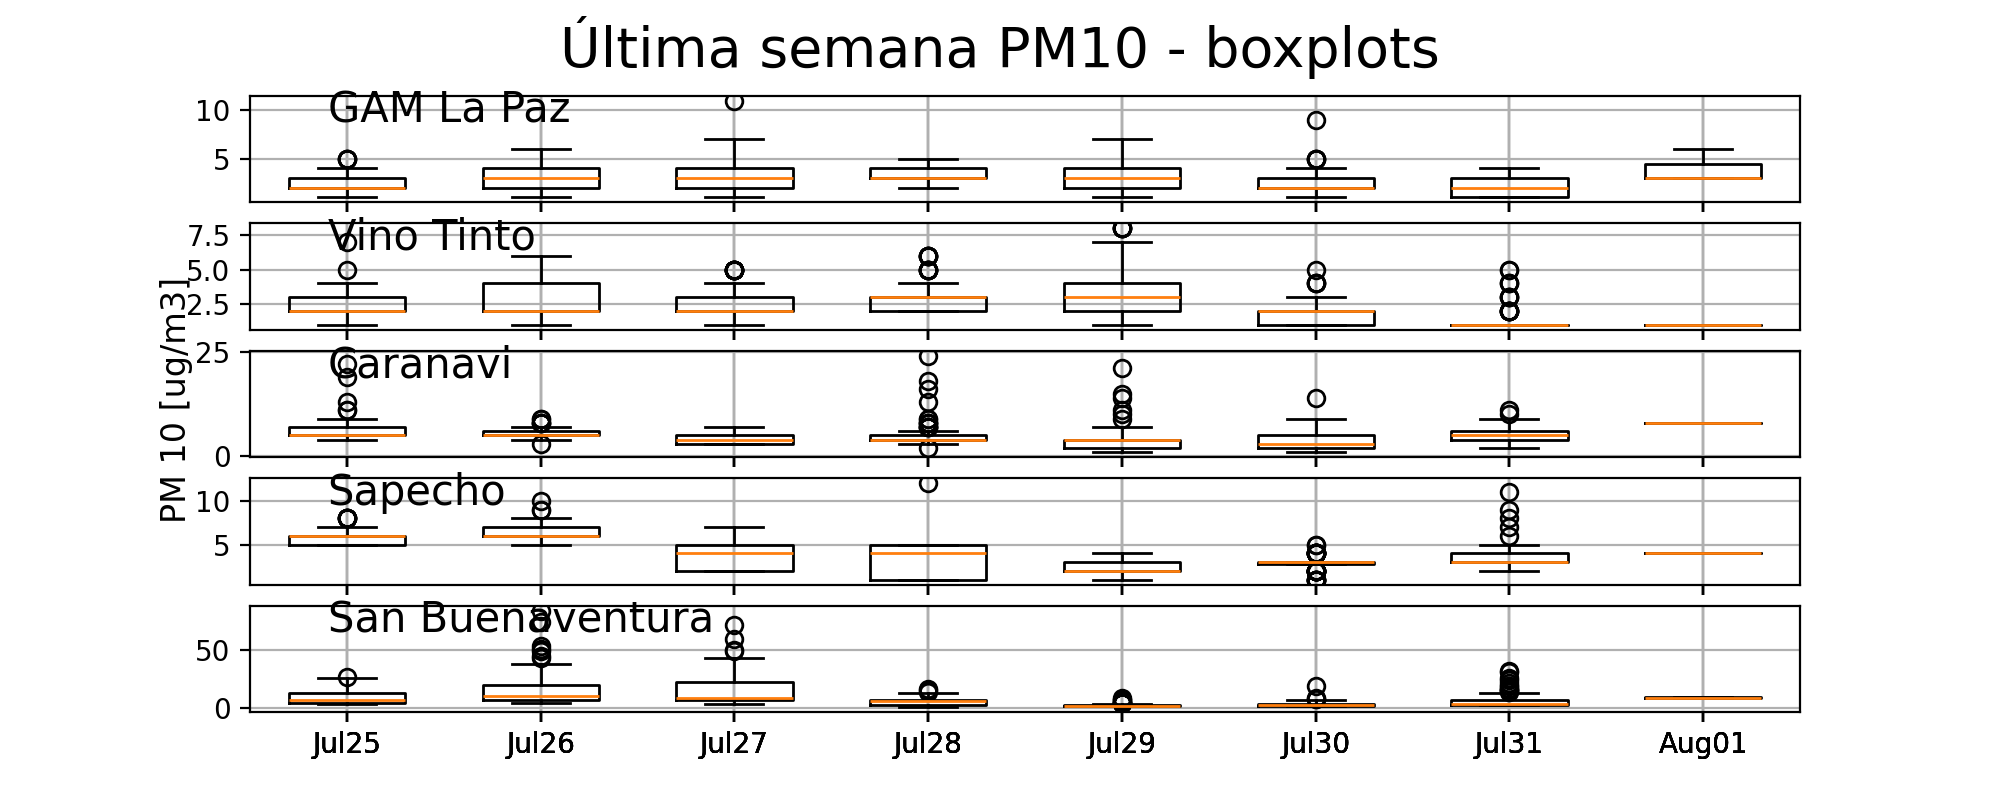 Última semana PM10 - boxplots
GAM La Paz
10
5
Vino Tinto
7.5
5.0
2.5
Caranavi
25
0
PM 10 [ug/m3]
Sapecho
10
5
San Buenaventura
50
0
Jul25 Jul26 Jul27 Jul28 Jul29 Jul30 Jul31 Aug01